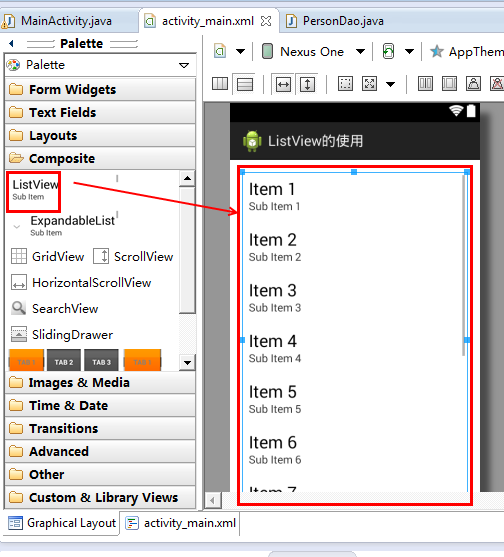 MainActivity.java
activity_main.xml
PersonDao.java
Palette
Palette
Form Widgets
Text Fields
Layouts
Composite
ListView
Sub Item
ExpandableList
Sub Item
GridView
ScrollView
HorizontalScrollView
SearchView
SlidingDrawer
TAB 1
TAB 2
TAB 3
TAB 1
Images & Media
Time & Date
Transitions
Advanced
Other
Custom & Library Views
Graphical Layout
activity_main.xml
Nexus One
AppThem
ListView的使用
Item 1
Sub Item 1
Item 2
Sub Item 2
Item 3
Sub Item 3
Item 4
Sub Item 4
Item 5
Sub Item 5
Item 6
Sub Item 6
Item 7